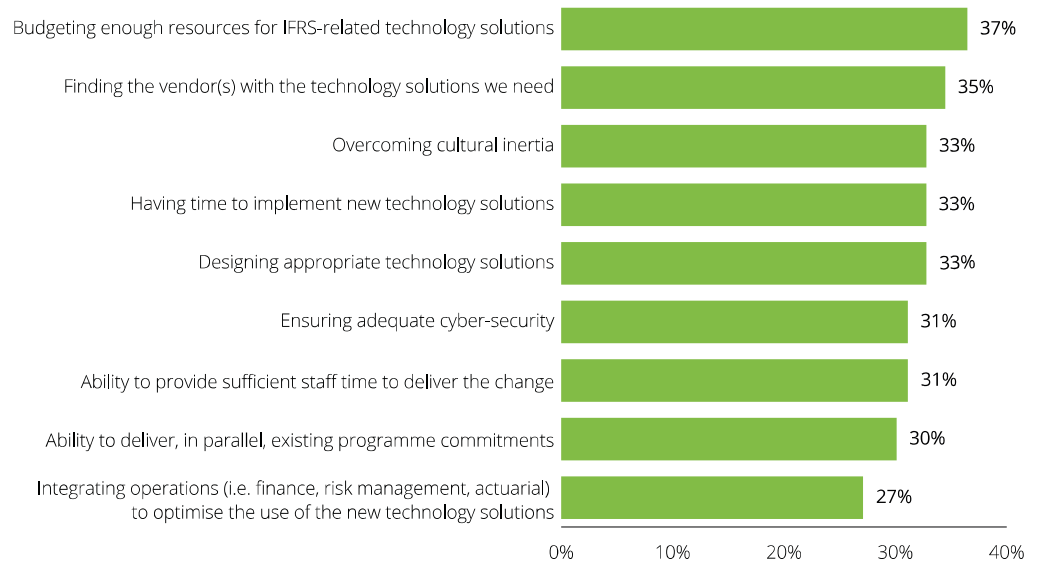 Budgeting enough resources for IFRS-related technology solutions 37%
Finding the vendor(s) with the technology solutions we need 35%
Overcoming cultural inertia 33%
Having time to implement new technology solutions 33%
Designing appropriate technology solutions 33%
Ensuring adequate cyber-security 31%
Ability to provide sufficient staff time to deliver the change 31%
Ability to deliver, in parallel, existing programme commitments 30%
Integrating operations (i.e. finance, risk management, actuarial)
to optimise the use of the new technology solutions 27%
0% 10% 20% 30% 40%